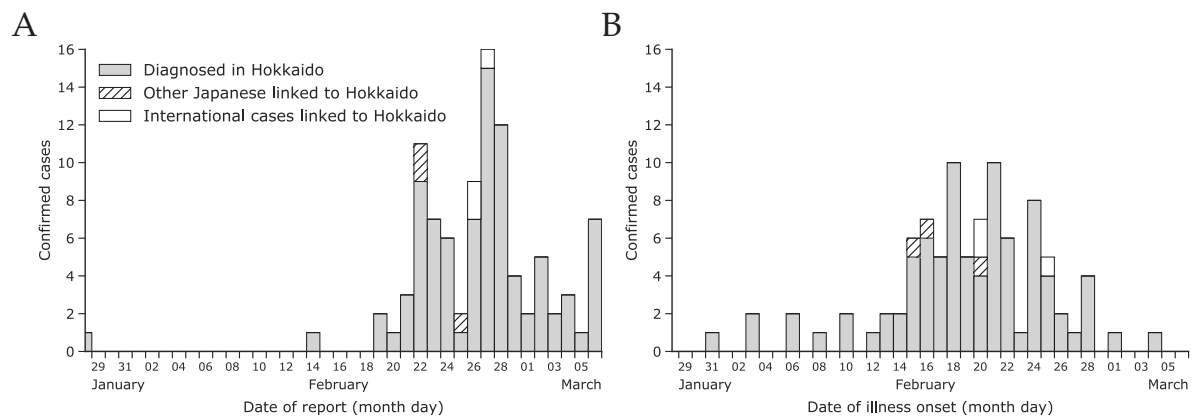 A
B
16
14
12
10
8
6
4
2
0
Confirmed cases
Diagnosed in Hokkaido
Other Japanese linked to Hokkaido
International cases linked to Hokkaido
29 31 02 04 06 08 10 12 14 16 18 20 22 24 26 28 01 03 05
January February March
Date of report (month day)
16
14
12
10
8
6
4
2
0
Confirmed cases
29 31 02 04 06 08 10 12 14 16 18 20 22 24 26 28 01 03 05
January February March
Date of illness onset (month day)